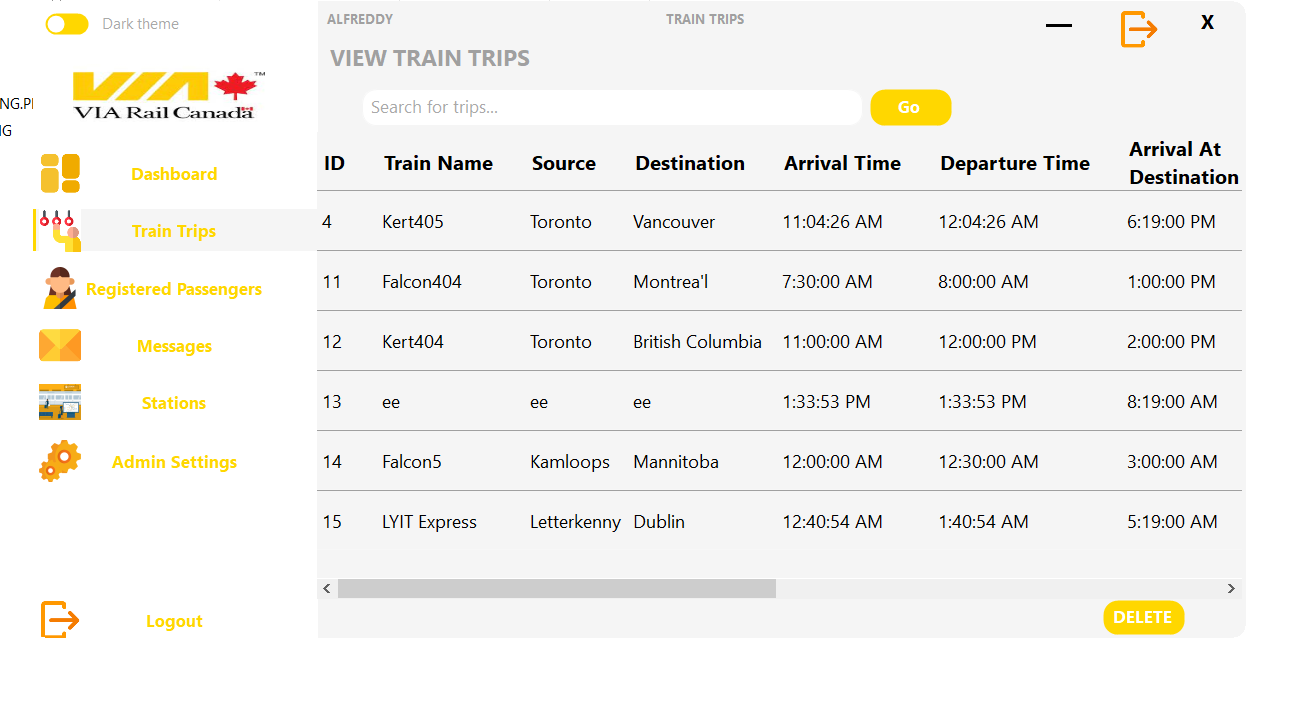 Dark theme
ALFREDDY TRAIN TRIPS X
VIEW TRAIN TRIPS
VIA ™
VIA Rail Canada
NG.PI
IG
Search for trips... Go
ID Train Name Source Destination Arrival Time Departure Time Arrival At Destination
4 Kert405 Toronto Vancouver 11:04:26 AM 12:04:26 AM 6:19:00 PM
11 Falcon404 Toronto Montrea'l 7:30:00 AM 8:00:00 AM 1:00:00 PM
12 Kert404 Toronto British Columbia 11:00:00 AM 12:00:00 PM 2:00:00 PM
13 ee ee ee 1:33:53 PM 1:33:53 PM 8:19:00 AM
14 Falcon5 Kamloops Mannitoba 12:00:00 AM 12:30:00 AM 3:00:00 AM
15 LYIT Express Letterkenny Dublin 12:40:54 AM 1:40:54 AM 5:19:00 AM
Dashboard
Train Trips
Registered Passengers
Messages
Stations
Admin Settings
Logout
DELETE